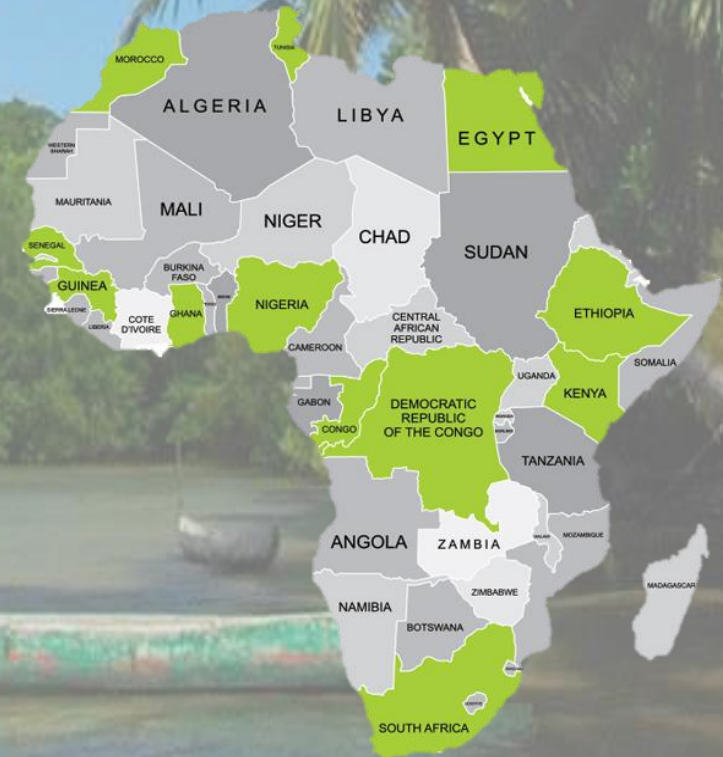 MOROCCO
TUNISIA
ALGERIA
LIBYA
EGYPT
WESTERN
MAURITANIA
MALI
NIGER
CHAD
SUDAN
SENEGAL
GUINEA
BURKINA
FASO
SIERRA LEONE
LIBERIA
COTE
D'IVOIRE
GHANA
NIGERIA
CAMEROON
CENTRAL
AFRICAN
REPUBLIC
ETHIOPIA
SOMALIA
UGANDA
KENYA
GABON
CONGO
DEMOCRATIC
REPUBLIC
OF THE CONGO
TANZANIA
ANGOLA
ZAMBIA
MALAWI
MOZAMBIQUE
MADAGASCAR
NAMIBIA
ZIMBABWE
BOTSWANA
SOUTH AFRICA